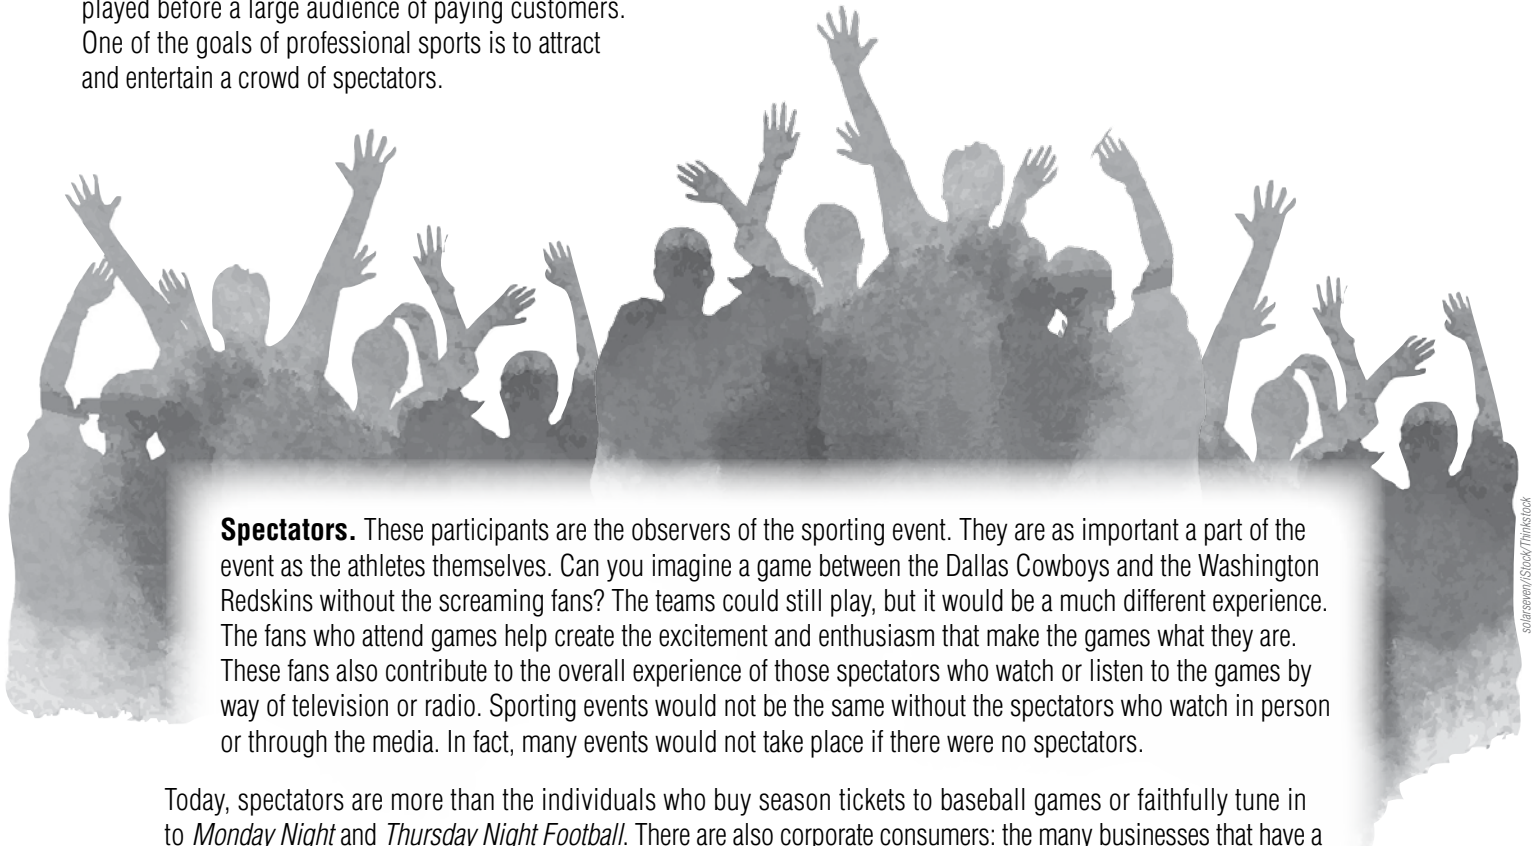 played before a large audience of paying customers.
One of the goals of professional sports is to attract
and entertain a crowd of spectators.
Spectators. These participants are the observers of the sporting event. They are as important a part of the
event as the athletes themselves. Can you imagine a game between the Dallas Cowboys and the Washington
Redskins without the screaming fans? The teams could still play, but it would be a much different experience.
The fans who attend games help create the excitement and enthusiasm that make the games what they are.
These fans also contribute to the overall experience of those spectators who watch or listen to the games by
way of television or radio. Sporting events would not be the same without the spectators who watch in person
or through the media. In fact, many events would not take place if there were no spectators.
solarseven/iStock/Thinkstock
Today, spectators are more than the individuals who buy season tickets to baseball games or faithfully tune in
to Monday Night and Thursday Night Football. There are also corporate consumers: the many businesses that have a